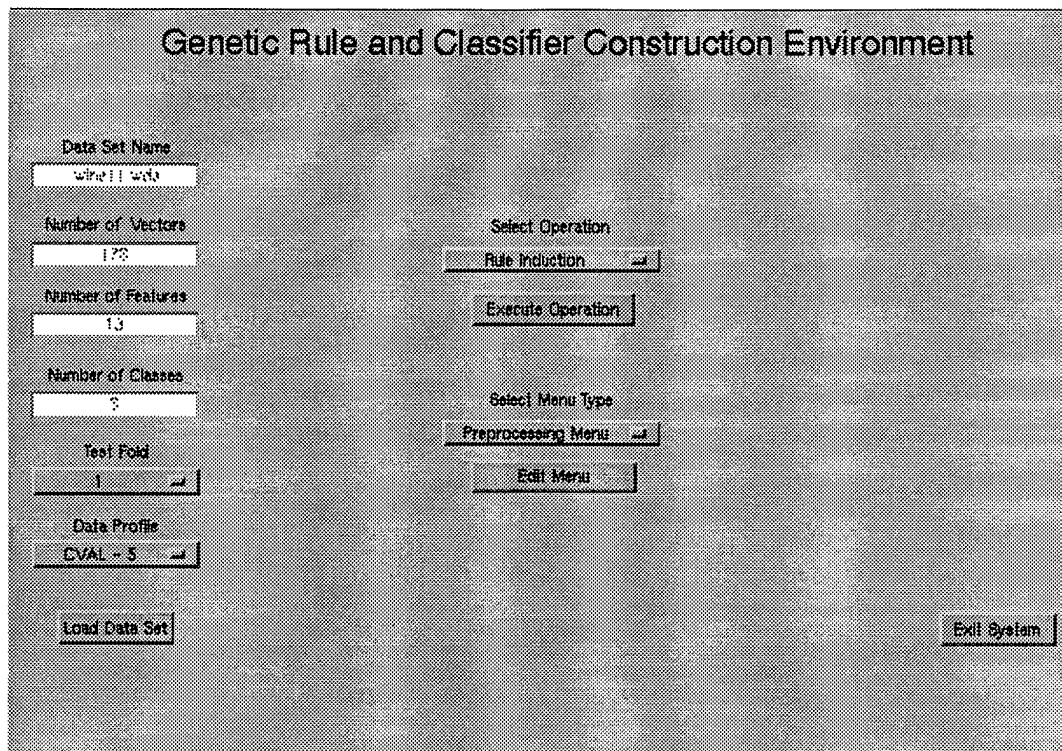 Genetic Rule and Classifier Construction Environment
Data Set Name
wine11.wda
Number of Vectors
178
Number of Features
13
Number of Classes
3
Test Fold
1
Data Profile
CVAL - 5
Load Data Set
Select Operation
Rule Induction
Execute Operation
Select Menu Type
Preprocessing Menu
Edit Menu
Exit System